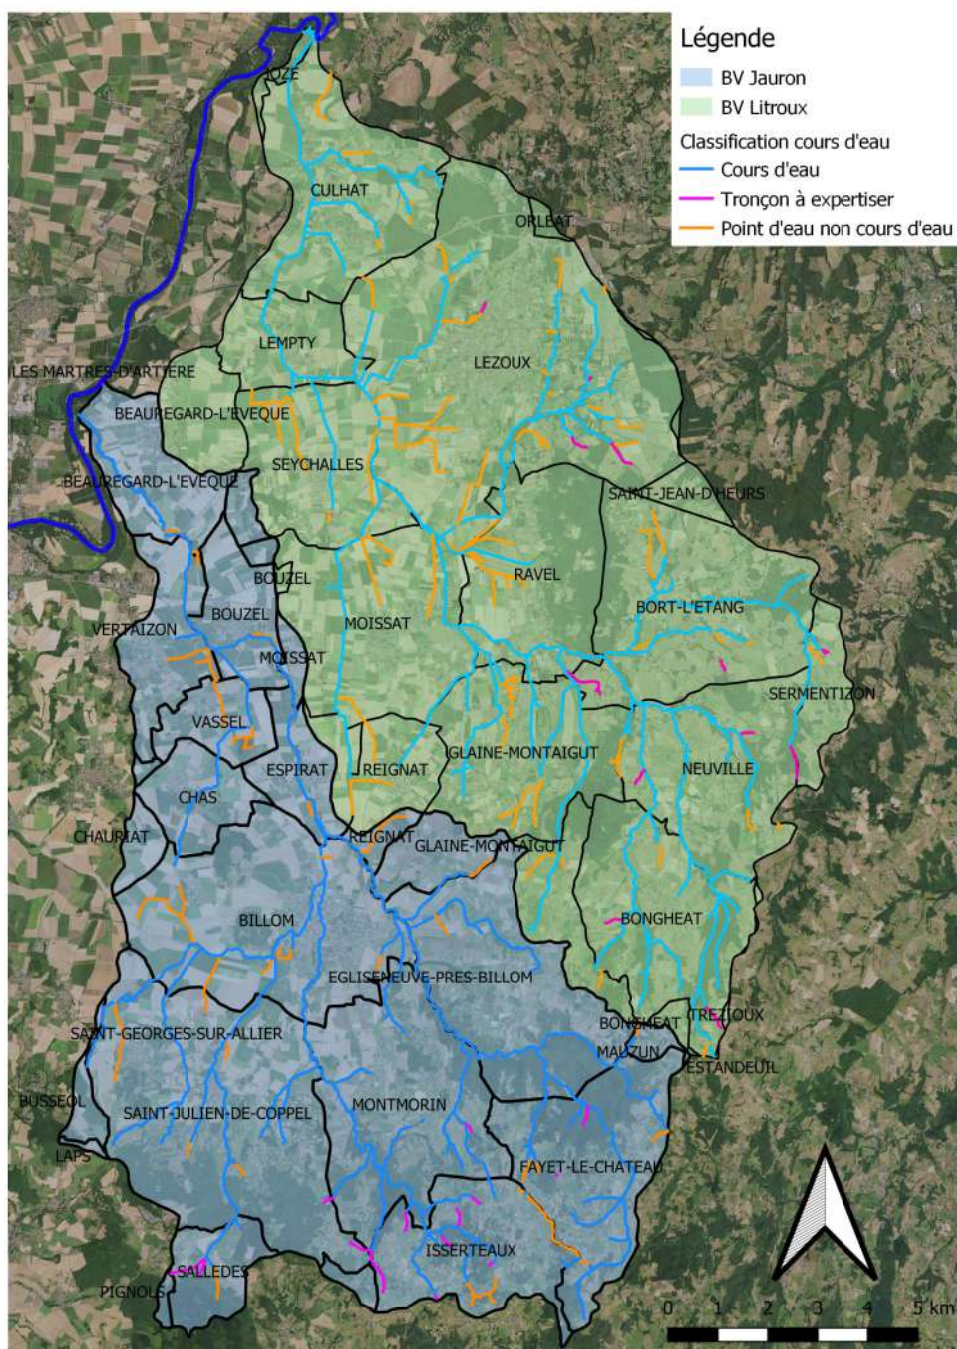 Légende
BV Jauron
BV Litroux
Classification cours d'eau
Cours d'eau
Tronçon à expertiser
Point d'eau non cours d'eau
JOZE
CULHAT
ORLEAT
LEMPTY
LEZOUX
LES MARTRES-D'ARTIERE
BEAUREGARD-L'EVEQUE
SEYCHALLES
BEAUREGARD-L'EVEQUE
SAINT-JEAN-D'HEURS
BOUZEL
RAVEL
BOUZEL
BORT-L'ETANG
VERTAIZON
MOISSAT
MOISSAT
SERMENTIZON
VASSEL
GLAINE-MONTAIGUT
ESPIRAT
REIGNAT
NEUVILLE
CHAS
CHAURIAT
REIGNAT
GLAINE-MONTAIGUT
BILLOM
BONGHEAT
EGLISENEUVE-PRES-BILLOM
TREZIOUX
BONGHEAT
SAINT-GEORGES-SUR-ALLIER
MAUZUN
ESTANDEUIL
BUSSEOL
SAINT-JULIEN-DE-COPPEL
MONTMORIN
LAPS
FAYET-LE-CHATEAU
ISSERTEAUX
SALLEDES
PIGNOLS
0 1 2 3 4 5 km